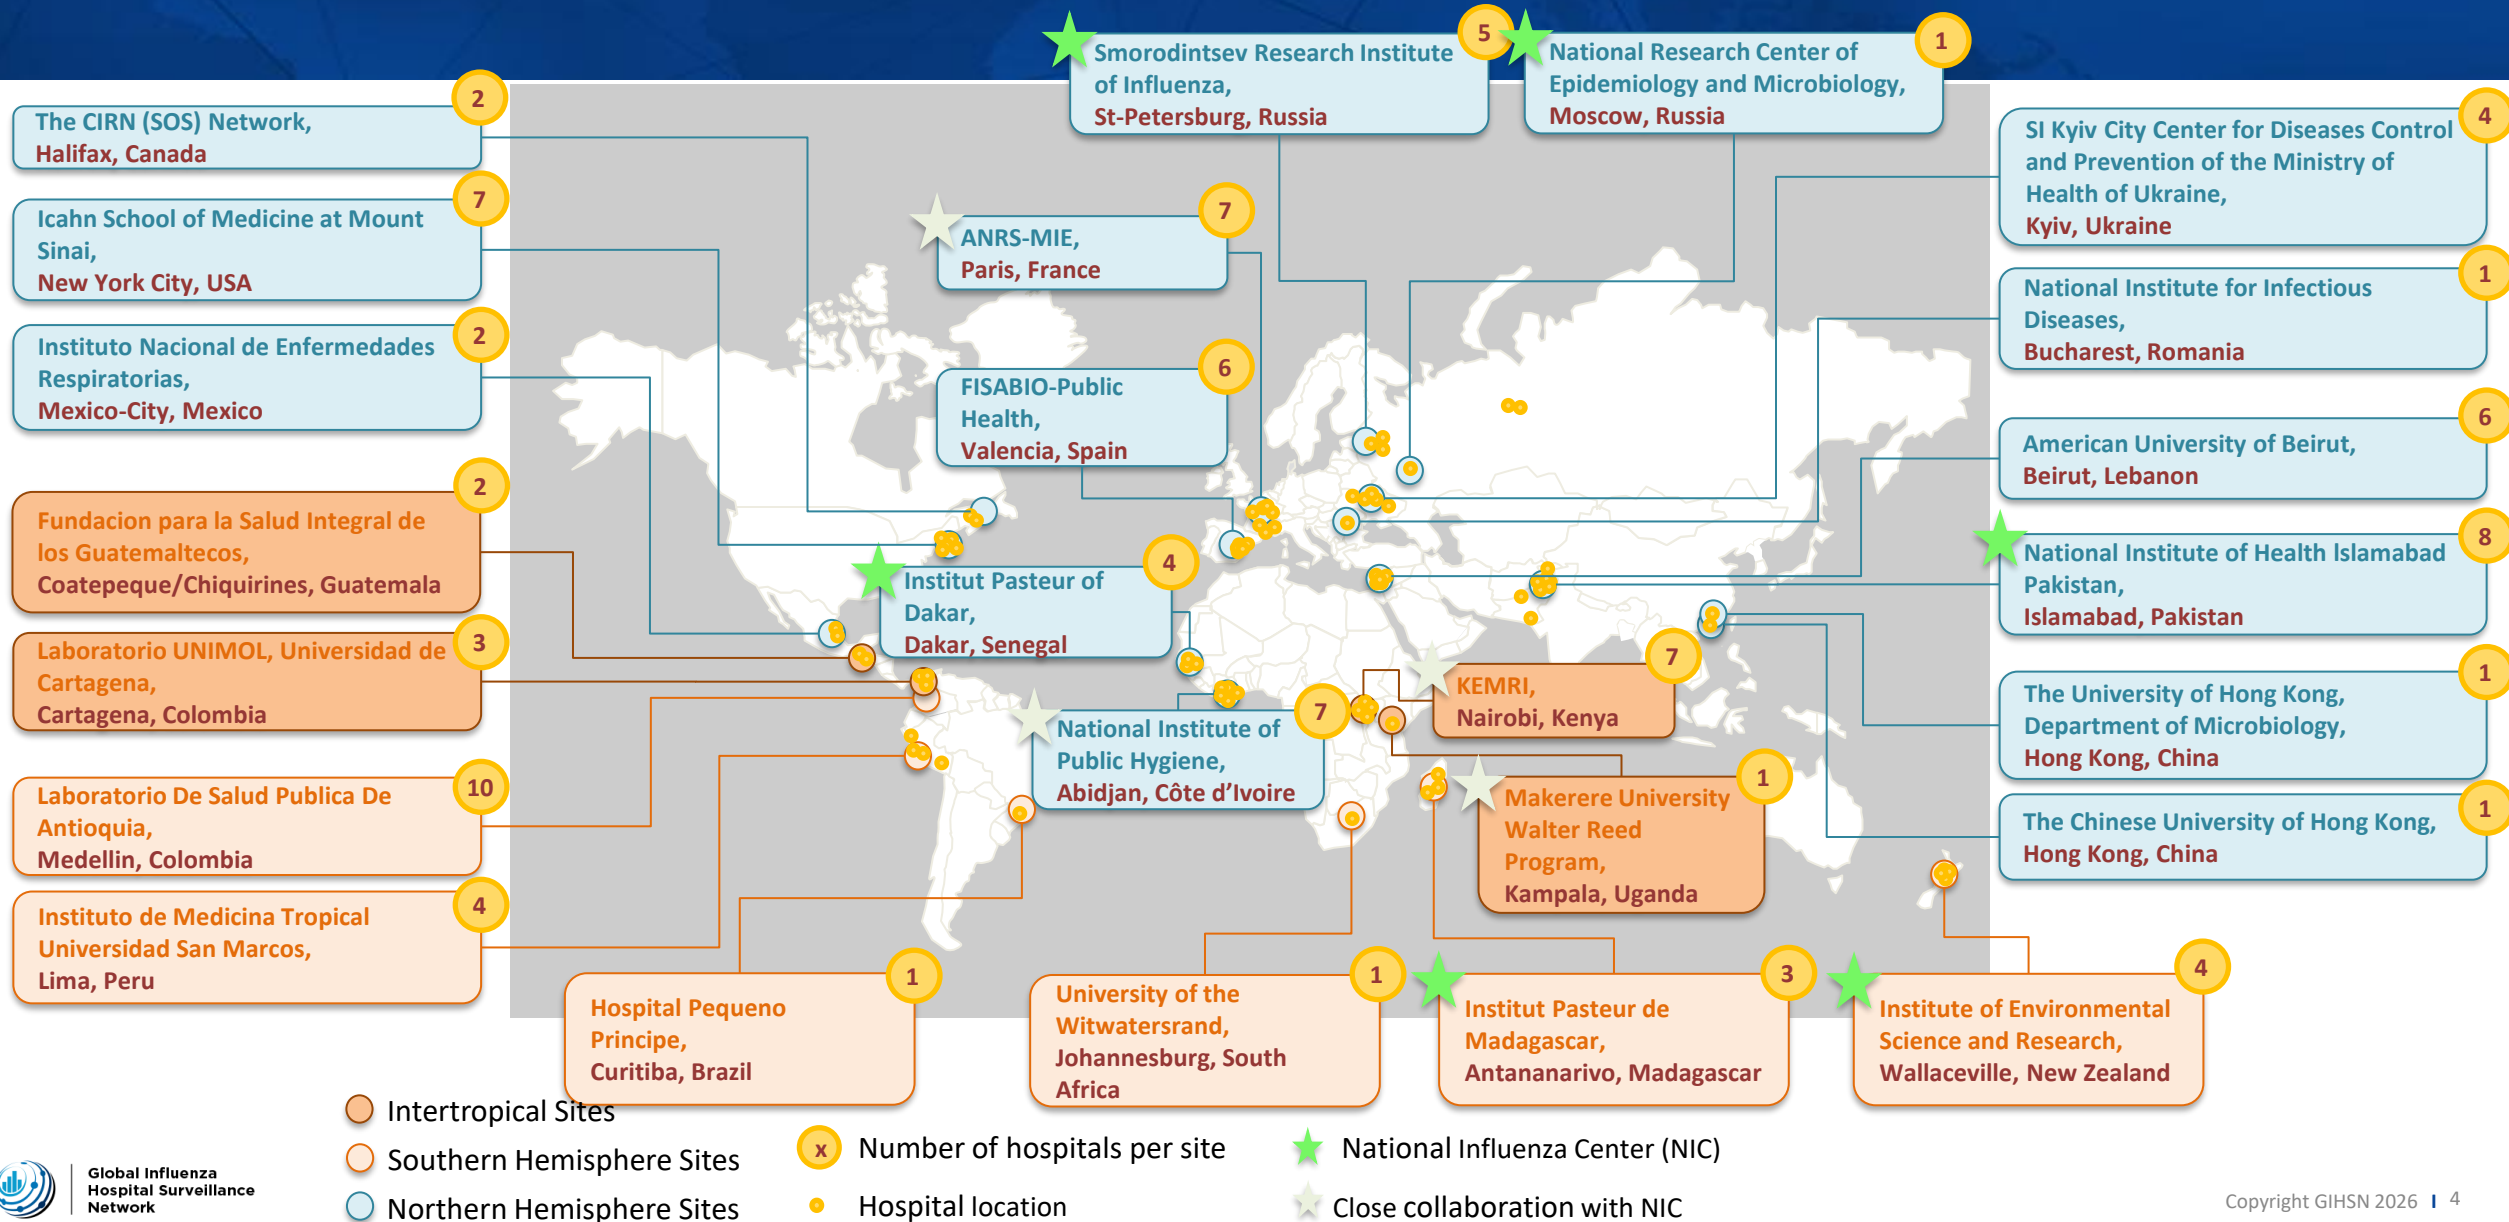 5
Smorodintsev Research Institute
of Influenza,
St-Petersburg, Russia
1
National Research Center of
Epidemiology and Microbiology,
Moscow, Russia
2
The CIRN (SOS) Network,
Halifax, Canada
7
Icahn School of Medicine at Mount
Sinai,
New York City, USA
2
Instituto Nacional de Enfermedades
Respiratorias,
Mexico-City, Mexico
2
Fundacion para la Salud Integral de
los Guatemaltecos,
Coatepeque/Chiquirines, Guatemala
3
Laboratorio UNIMOL, Universidad de
Cartagena,
Cartagena, Colombia
10
Laboratorio De Salud Publica De
Antioquia,
Medellin, Colombia
4
Instituto de Medicina Tropical
Universidad San Marcos,
Lima, Peru
7
ANRS-MIE,
Paris, France
6
FISABIO-Public
Health,
Valencia, Spain
4
Institut Pasteur of
Dakar,
Dakar, Senegal
7
National Institute of
Public Hygiene,
Abidjan, Côte d’Ivoire
7
KEMRI,
Nairobi, Kenya
1
Makerere University
Walter Reed
Program,
Kampala, Uganda
4
SI Kyiv City Center for Diseases Control
and Prevention of the Ministry of
Health of Ukraine,
Kyiv, Ukraine
1
National Institute for Infectious
Diseases,
Bucharest, Romania
6
American University of Beirut,
Beirut, Lebanon
8
National Institute of Health Islamabad
Pakistan,
Islamabad, Pakistan
1
The University of Hong Kong,
Department of Microbiology,
Hong Kong, China
1
The Chinese University of Hong Kong,
Hong Kong, China
1
Hospital Pequeno
Principe,
Curitiba, Brazil
1
University of the
Witwatersrand,
Johannesburg, South
Africa
3
Institut Pasteur de
Madagascar,
Antananarivo, Madagascar
4
Institute of Environmental
Science and Research,
Wallaceville, New Zealand
Intertropical Sites
Southern Hemisphere Sites
Northern Hemisphere Sites
x Number of hospitals per site
Hospital location
National Influenza Center (NIC)
Close collaboration with NIC
Global Influenza
Hospital Surveillance
Network
Copyright GIHSN 2026 I 4